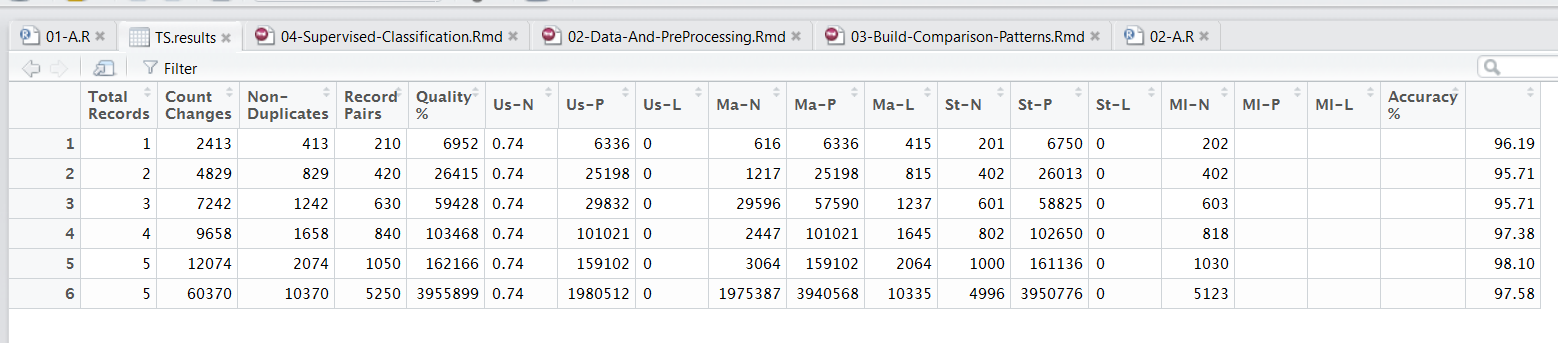 01-A.R TS.results 04-Supervised-Classification.Rmd 02-Data-And-PreProcessing.Rmd 03-Build-Comparison-Patterns.Rmd 02-A.R
Filter
Total Records Count Changes Non-Duplicates Record Pairs Quality % Us-N Us-P Us-L Ma-N Ma-P Ma-L St-N St-P St-L Ml-N Ml-P Ml-L Accuracy %
1 1 2413 413 210 6952 0.74 6336 0 616 6336 415 201 6750 0 202 96.19
2 2 4829 829 420 26415 0.74 25198 0 1217 25198 815 402 26013 0 402 95.71
3 3 7242 1242 630 59428 0.74 29832 0 29596 57590 1237 601 58825 0 603 95.71
4 4 9658 1658 840 103468 0.74 101021 0 2447 101021 1645 802 102650 0 818 97.38
5 5 12074 2074 1050 162166 0.74 159102 0 3064 159102 2064 1000 161136 0 1030 98.10
6 5 60370 10370 5250 3955899 0.74 1980512 0 1975387 3940568 10335 4996 3950776 0 5123 97.58